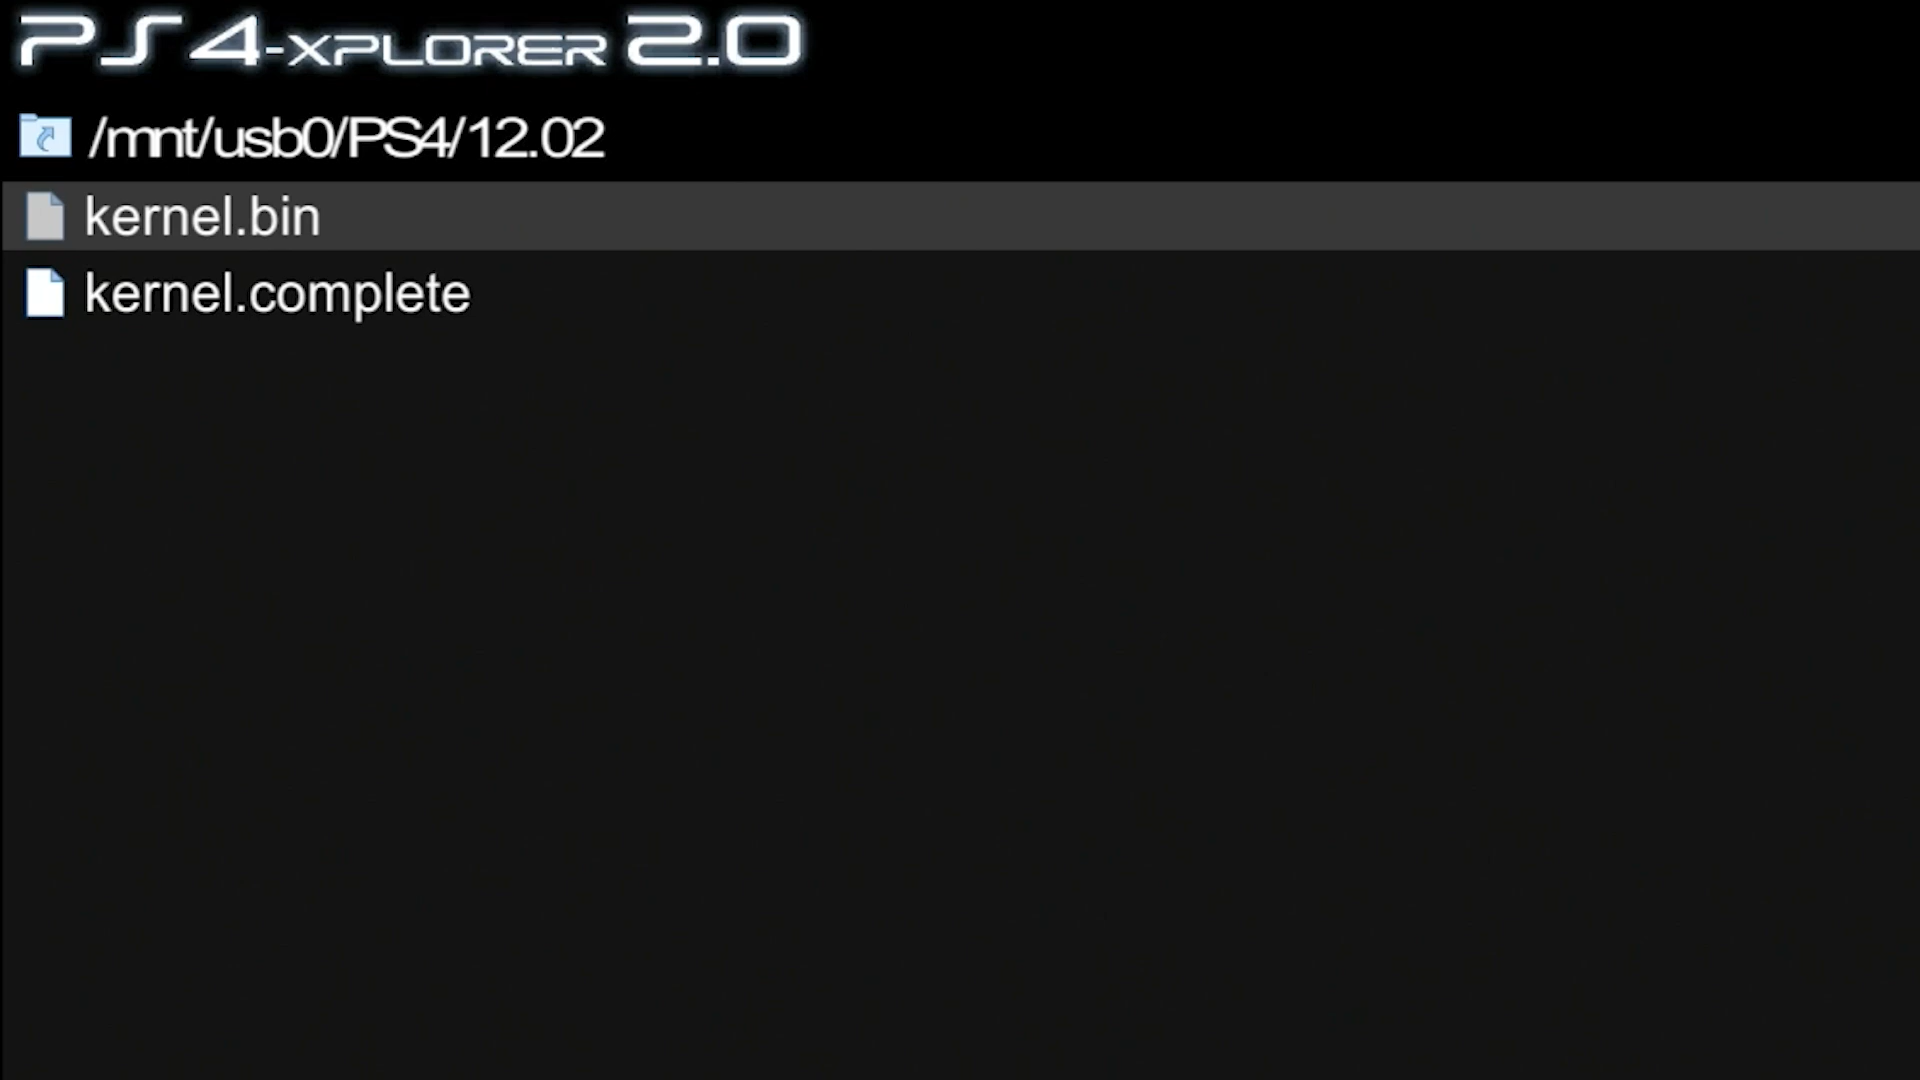 PS4-XPLORER 2.0
/mnt/usb0/PS4/12.02
kernel.bin
kernel.complete